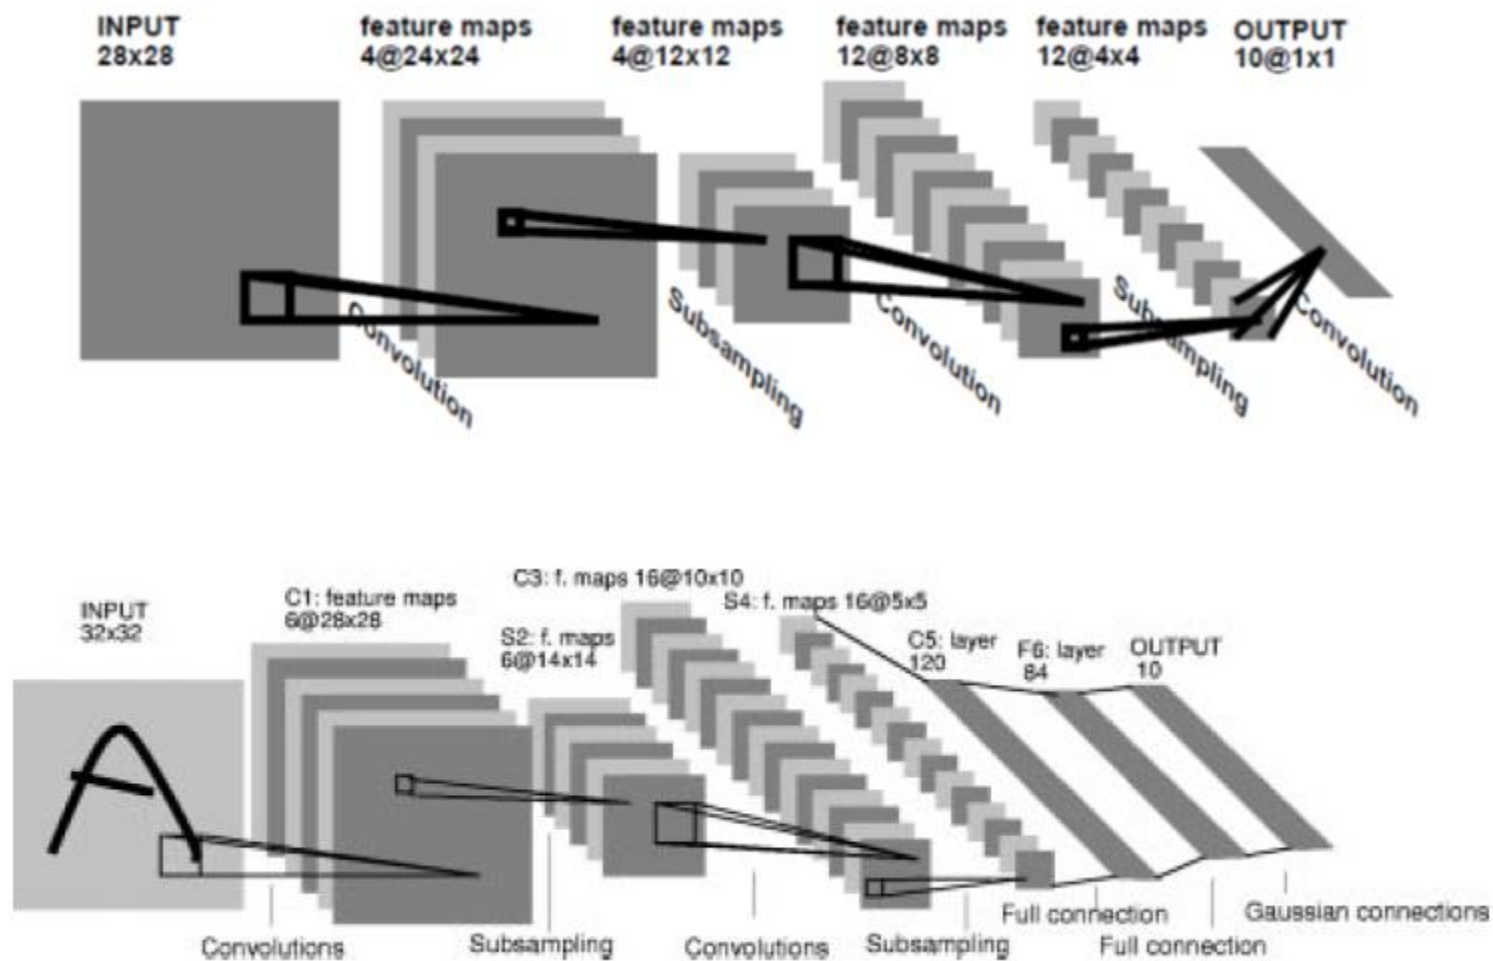 INPUT
28x28
feature maps
4@24x24
feature maps
4@12x12
feature maps
12@8x8
feature maps
12@4x4
OUTPUT
10@1x1
Convolution
Subsampling
Convolution
Subsampling
Convolution
INPUT
32x32
C1: feature maps
6@28x28
S2: f. maps
6@14x14
C3: f. maps 16@10x10
S4: f. maps 16@5x5
C5: layer
120
F6: layer
84
OUTPUT
10
Convolutions
Subsampling
Convolutions
Subsampling
Full connection
Full connection
Gaussian connections
A